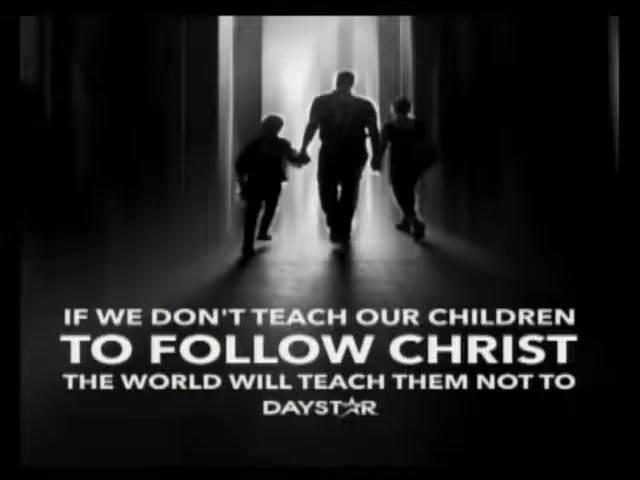 IF WE DON'T TEACH OUR CHILDREN
TO FOLLOW CHRIST
THE WORLD WILL TEACH THEM NOT TO
DAYSTAR